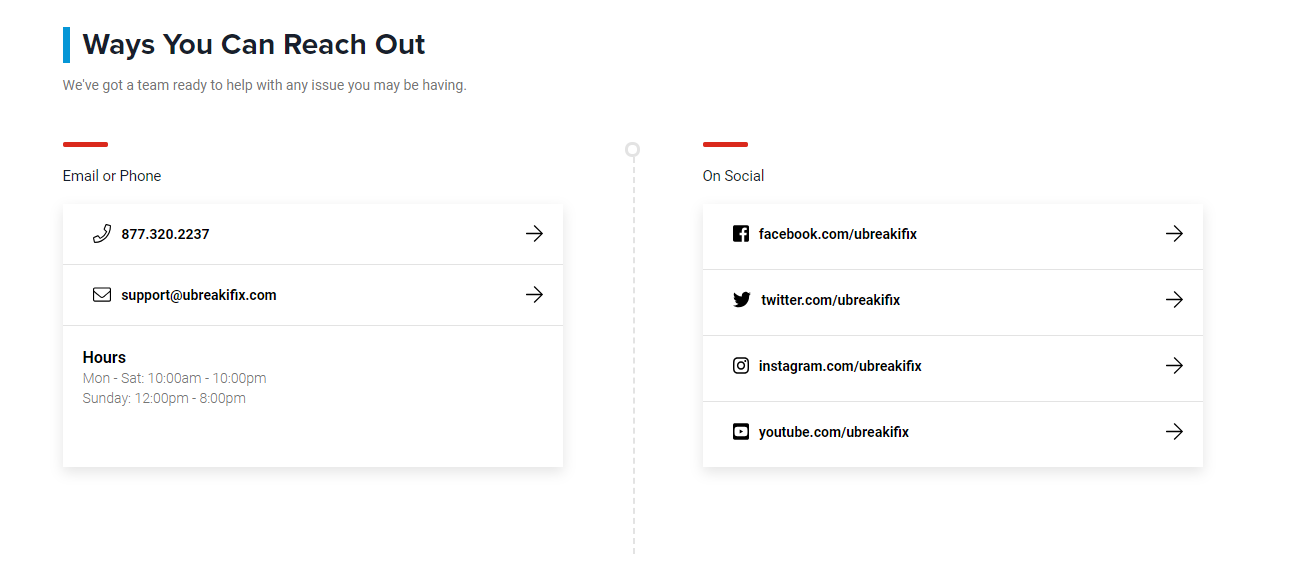 Ways You Can Reach Out
We've got a team ready to help with any issue you may be having.
Email or Phone
877.320.2237
support@ubreakifix.com
Hours
Mon - Sat: 10:00am - 10:00pm
Sunday: 12:00pm - 8:00pm
On Social
facebook.com/ubreakifix
twitter.com/ubreakifix
instagram.com/ubreakifix
youtube.com/ubreakifix